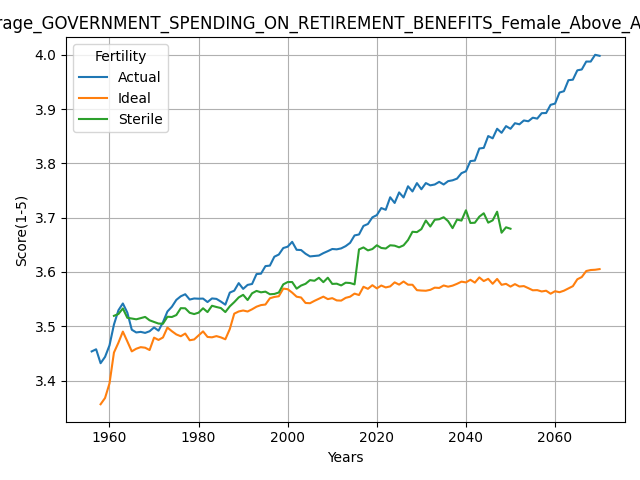 rage_GOVERNMENT_SPENDING_ON_RETIREMENT_BENEFITS_Female_Above_A
Fertility
Actual
Ideal
Sterile
Score(1-5)
4.0
3.9
3.8
3.7
3.6
3.5
3.4
1960 1980 2000 2020 2040 2060
Years